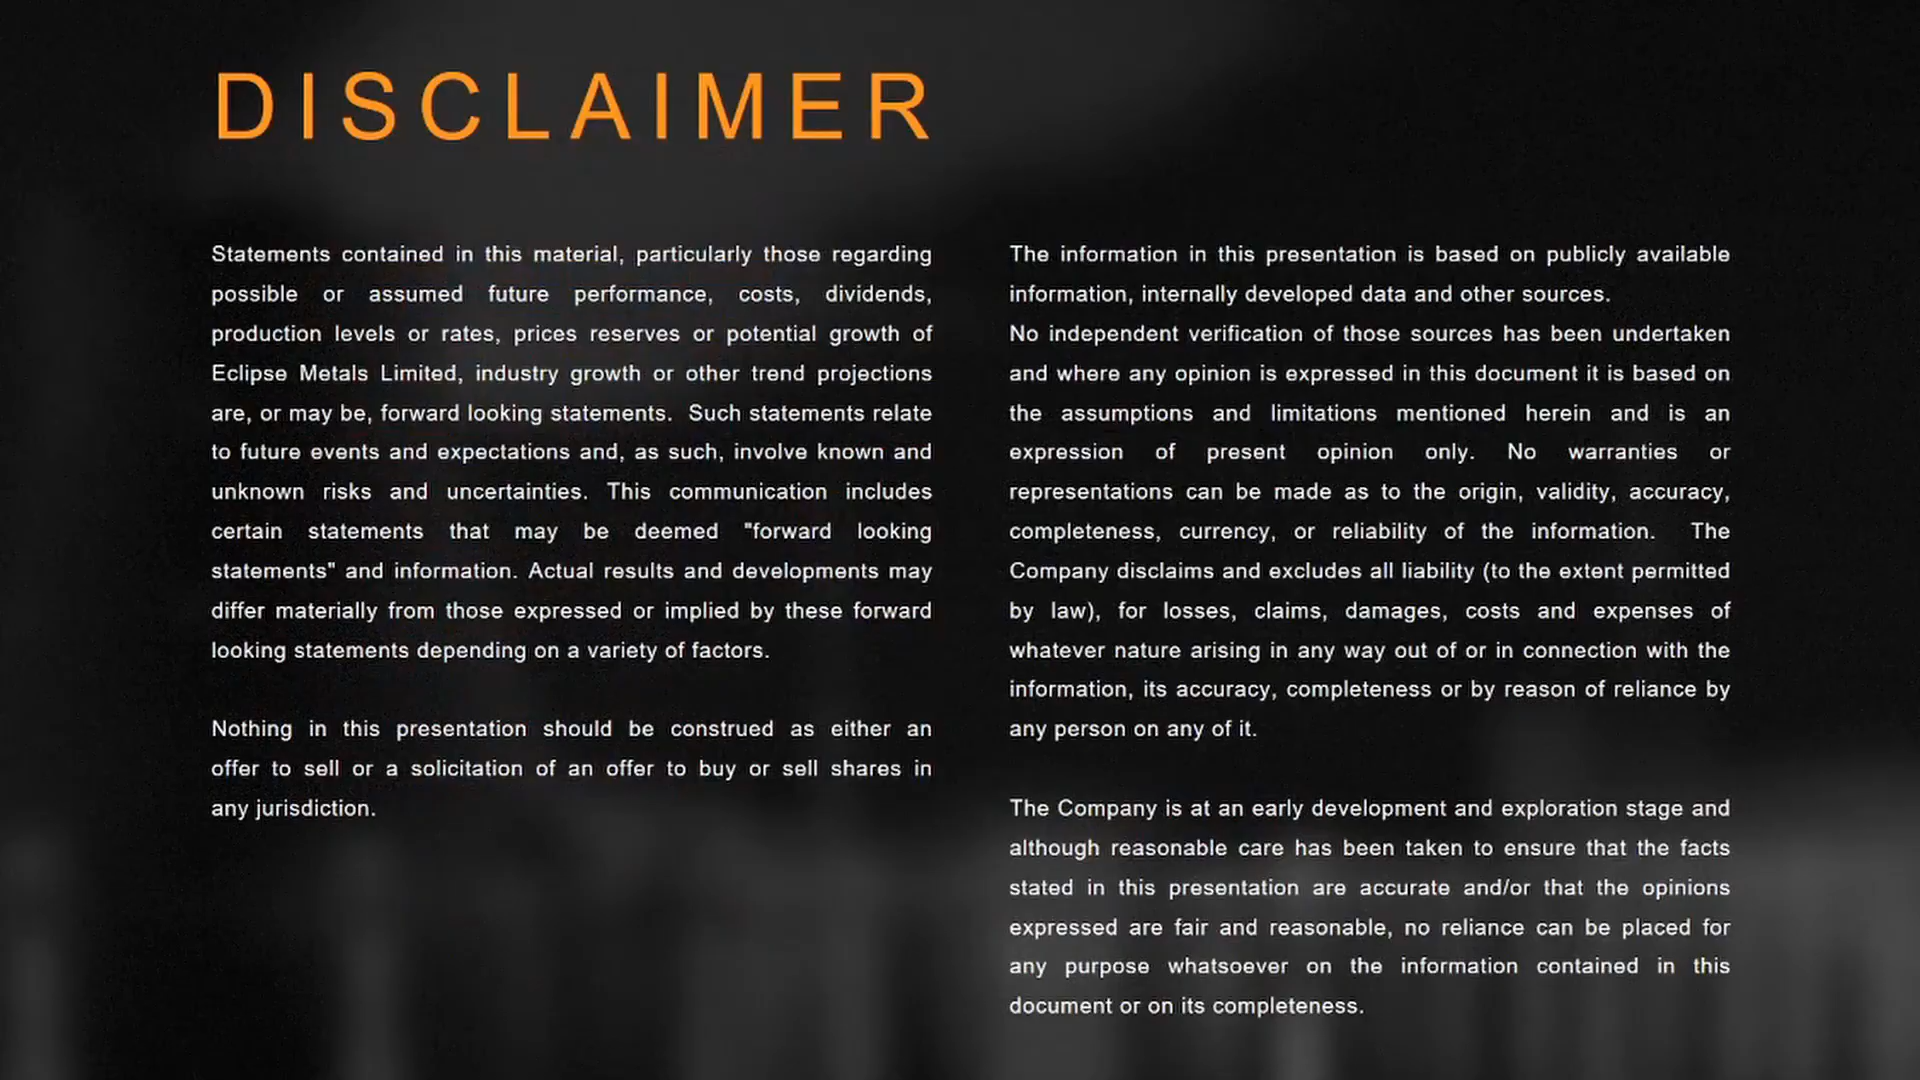 DISCLAIMER
Statements contained in this material, particularly those regarding
possible or assumed future performance, costs, dividends,
production levels or rates, prices reserves or potential growth of
Eclipse Metals Limited, industry growth or other trend projections
are, or may be, forward looking statements. Such statements relate
to future events and expectations and, as such, involve known and
unknown risks and uncertainties. This communication includes
certain statements that may be deemed "forward looking
statements" and information. Actual results and developments may
differ materially from those expressed or implied by these forward
looking statements depending on a variety of factors.
Nothing in this presentation should be construed as either an
offer to sell or a solicitation of an offer to buy or sell shares in
any jurisdiction.
The information in this presentation is based on publicly available
information, internally developed data and other sources.
No independent verification of those sources has been undertaken
and where any opinion is expressed in this document it is based on
the assumptions and limitations mentioned herein and is an
expression of present opinion only. No warranties or
representations can be made as to the origin, validity, accuracy,
completeness, currency, or reliability of the information. The
Company disclaims and excludes all liability (to the extent permitted
by law), for losses, claims, damages, costs and expenses of
whatever nature arising in any way out of or in connection with the
information, its accuracy, completeness or by reason of reliance by
any person on any of it.
The Company is at an early development and exploration stage and
although reasonable care has been taken to ensure that the facts
stated in this presentation are accurate and/or that the opinions
expressed are fair and reasonable, no reliance can be placed for
any purpose whatsoever on the information contained in this
document or on its completeness.